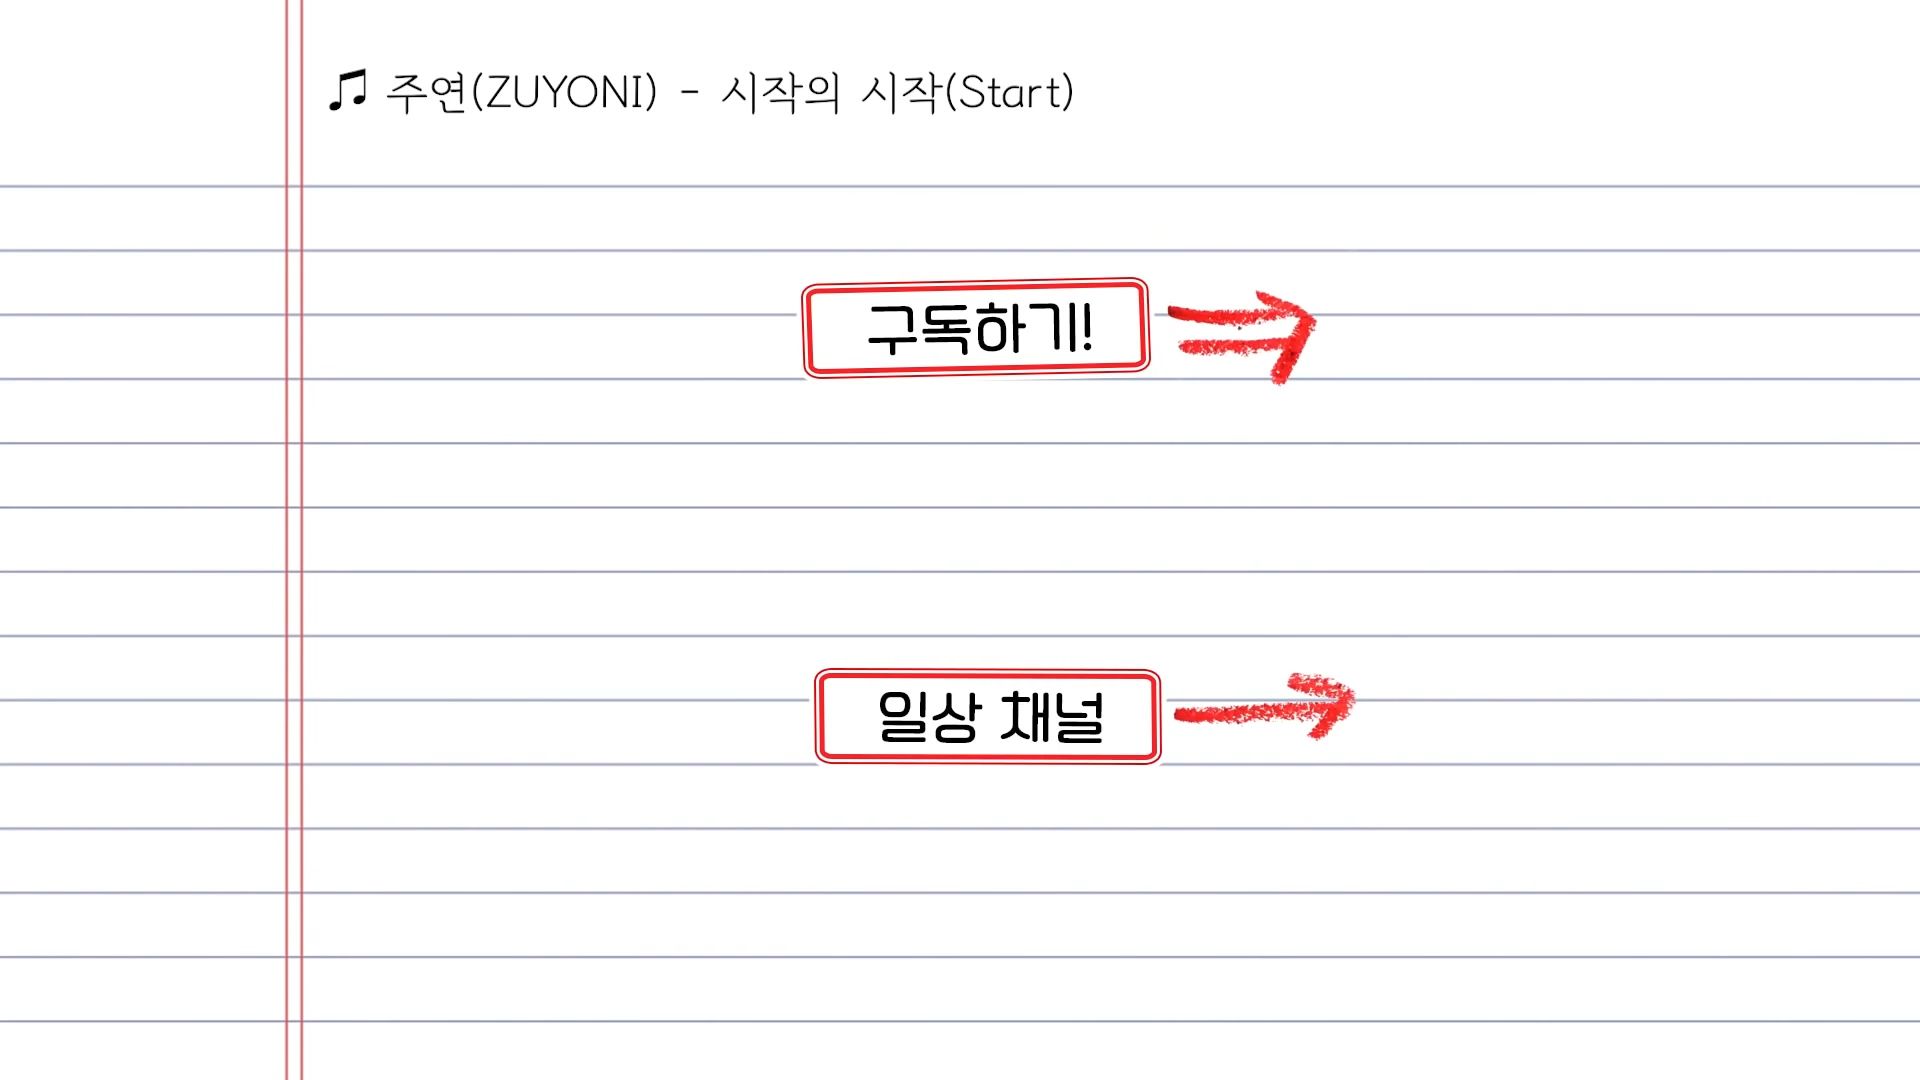 ♫ 주연(ZUYONI) - 시작의 시작(Start)
구독하기!
일상 채널